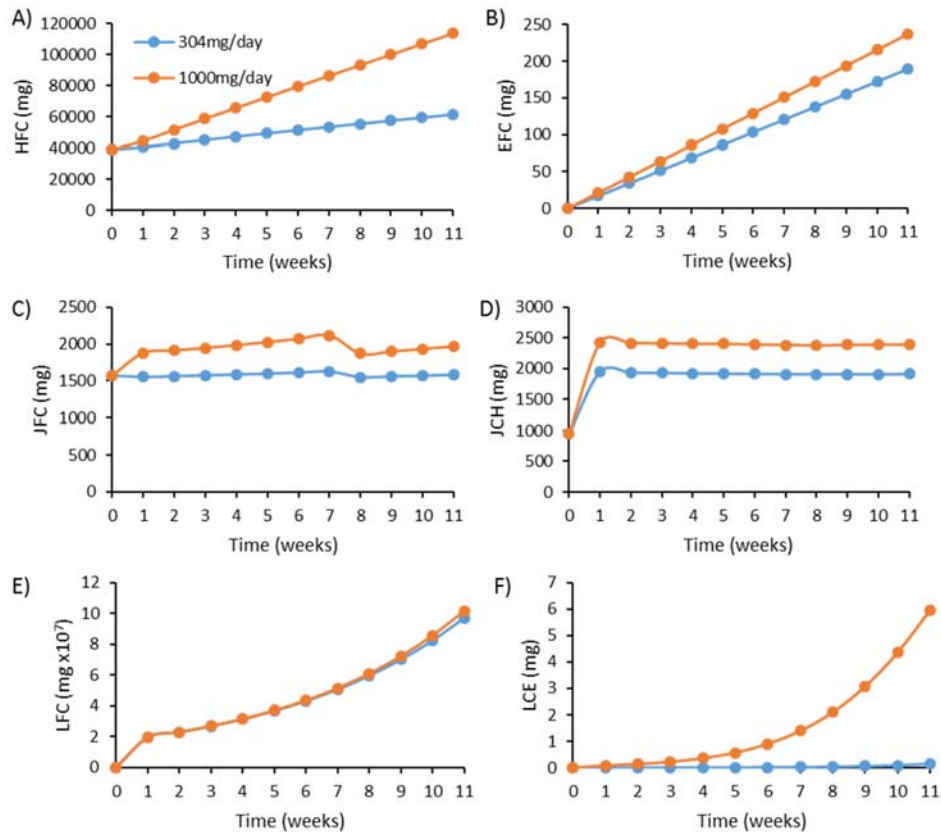 A)
120000
100000
80000
60000
40000
20000
0
HFC (mg)
304mg/day
1000mg/day
0 1 2 3 4 5 6 7 8 9 10 11
Time (weeks)
B)
250
200
150
100
50
0
EFC (mg)
0 1 2 3 4 5 6 7 8 9 10 11
Time (weeks)
C)
2500
2000
1500
1000
500
0
JFC (mg)
0 1 2 3 4 5 6 7 8 9 10 11
Time (weeks)
D)
3000
2500
2000
1500
1000
500
0
JCH (mg)
0 1 2 3 4 5 6 7 8 9 10 11
Time (weeks)
E)
12
10
8
6
4
2
0
LFC (mg x10⁷)
0 1 2 3 4 5 6 7 8 9 10 11
Time (weeks)
F)
7
6
5
4
3
2
1
0
LCE (mg)
0 1 2 3 4 5 6 7 8 9 10 11
Time (weeks)